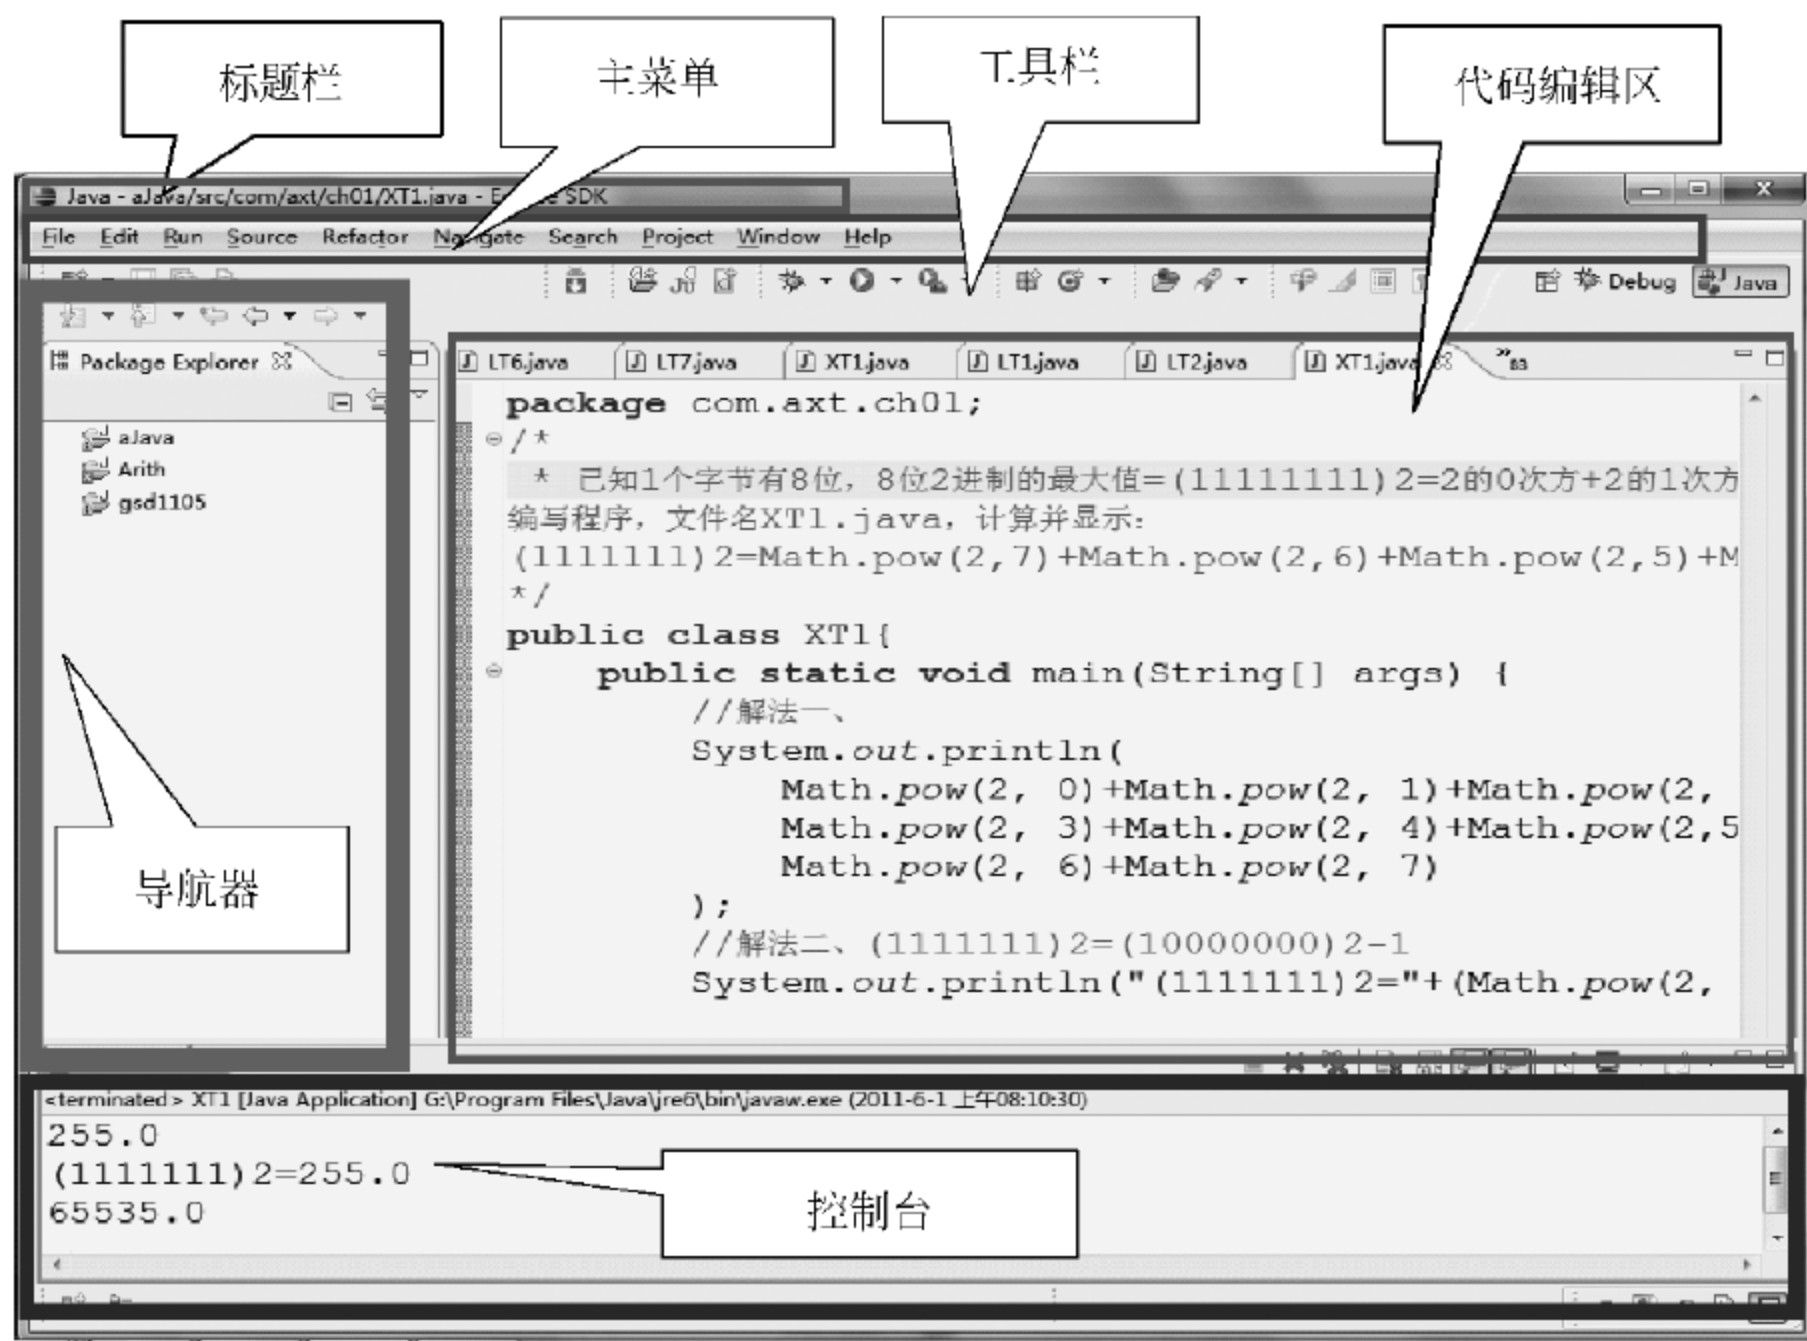 标题栏
主菜单
工具栏
代码编辑区
Java - aJava/src/com/axt/ch01/XT1.java - SDK
File Edit Run Source Refactor Navigate Search Project Window Help
Debug Java
Package Explorer
LT6.java LT7.java XT1.java LT1.java LT2.java XT1.java
aJava
Arith
gsd1105
package com.axt.ch01;
/*
* 已知1个字节有8位，8位2进制的最大值=(11111111)2=2的0次方+2的1次方
编写程序，文件名XT1.java，计算并显示：
(1111111)2=Math.pow(2,7)+Math.pow(2,6)+Math.pow(2,5)+M
*/
public class XT1{
public static void main(String[] args) {
//解法一、
System.out.println(
Math.pow(2, 0)+Math.pow(2, 1)+Math.pow(2,
Math.pow(2, 3)+Math.pow(2, 4)+Math.pow(2,5
Math.pow(2, 6)+Math.pow(2, 7)
);
//解法二、(1111111)2=(10000000)2-1
System.out.println("(1111111)2="+(Math.pow(2,
导航器
<terminated> XT1 [Java Application] G:\Program Files\Java\jre6\bin\javaw.exe (2011-6-1 上午08:10:30)
255.0
(1111111)2=255.0
65535.0
控制台